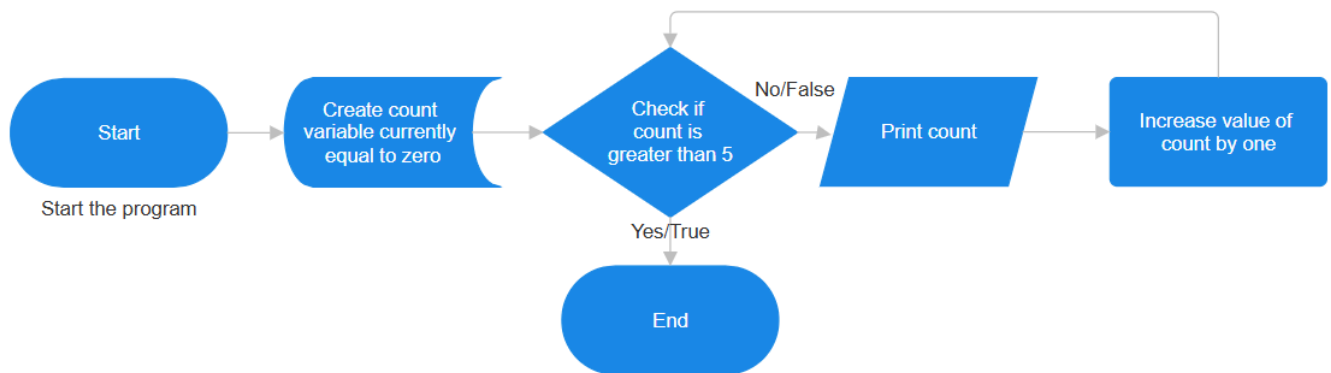 Start
Start the program
Create count
variable currently
equal to zero
Check if
count is
greater than 5
No/False
Print count
Increase value of
count by one
Yes/True
End